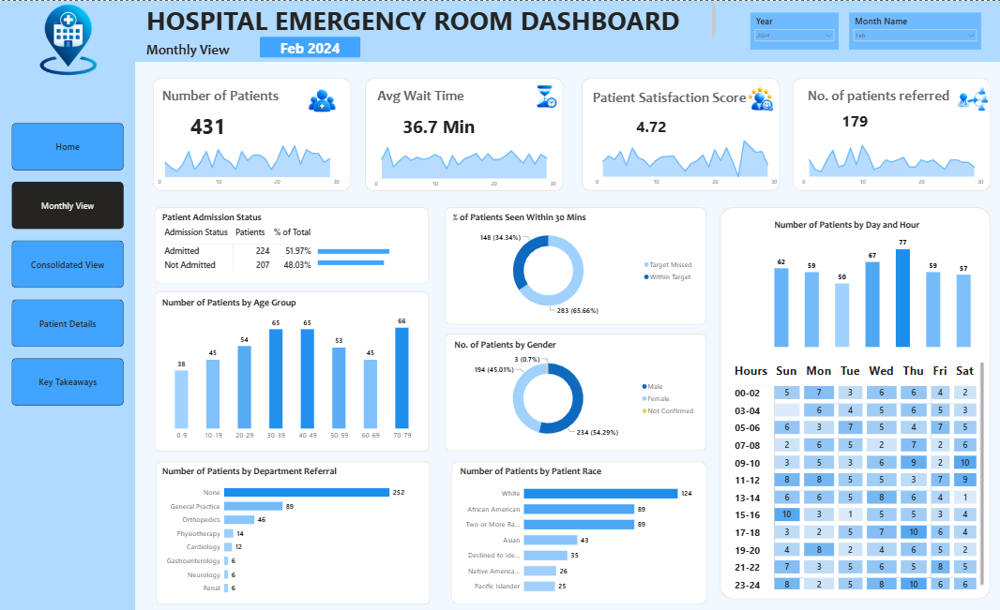 HOSPITAL EMERGENCY ROOM DASHBOARD
Monthly View
Feb 2024
Year
2024
Month Name
Feb
Home
Monthly View
Consolidated View
Patient Details
Key Takeaways
Number of Patients
431
0 10 20 30
Avg Wait Time
36.7 Min
0 10 20 30
Patient Satisfaction Score
4.72
0 10 20 30
No. of patients referred
179
0 10 20 30
Patient Admission Status
Admission Status Patients % of Total
Admitted 224 51.97%
Not Admitted 207 48.03%
Number of Patients by Age Group
38 45 54 65 65 53 45 66
0-9 10-19 20-29 30-39 40-49 50-59 60-69 70-79
Number of Patients by Department Referral
None 252
General Practice 89
Orthopedics 46
Physiotherapy 14
Cardiology 12
Gastroenterology 6
Neurology 6
Renal 6
% of Patients Seen Within 30 Mins
148 (34.34%)
283 (65.66%)
Target Missed
Within Target
No. of Patients by Gender
3 (0.7%)
194 (45.01%)
234 (54.29%)
Male
Female
Not Confirmed
Number of Patients by Patient Race
White 124
African American 89
Two or More Ra... 89
Asian 43
Declined to Ide... 35
Native America... 26
Pacific Islander 25
Number of Patients by Day and Hour
62 59 50 67 77 59 57
Hours Sun Mon Tue Wed Thu Fri Sat
00-02 5 7 3 6 6 4 2
03-04 6 4 5 6 5 3
05-06 6 3 7 5 4 7 5
07-08 2 6 5 2 7 2 6
09-10 3 5 3 6 9 2 10
11-12 8 8 5 5 3 7 9
13-14 6 6 5 8 6 4 1
15-16 10 3 1 5 5 3 4
17-18 3 2 5 7 10 6 4
19-20 4 8 2 4 6 5 2
21-22 7 3 5 6 5 8 5
23-24 8 2 5 8 10 6 6